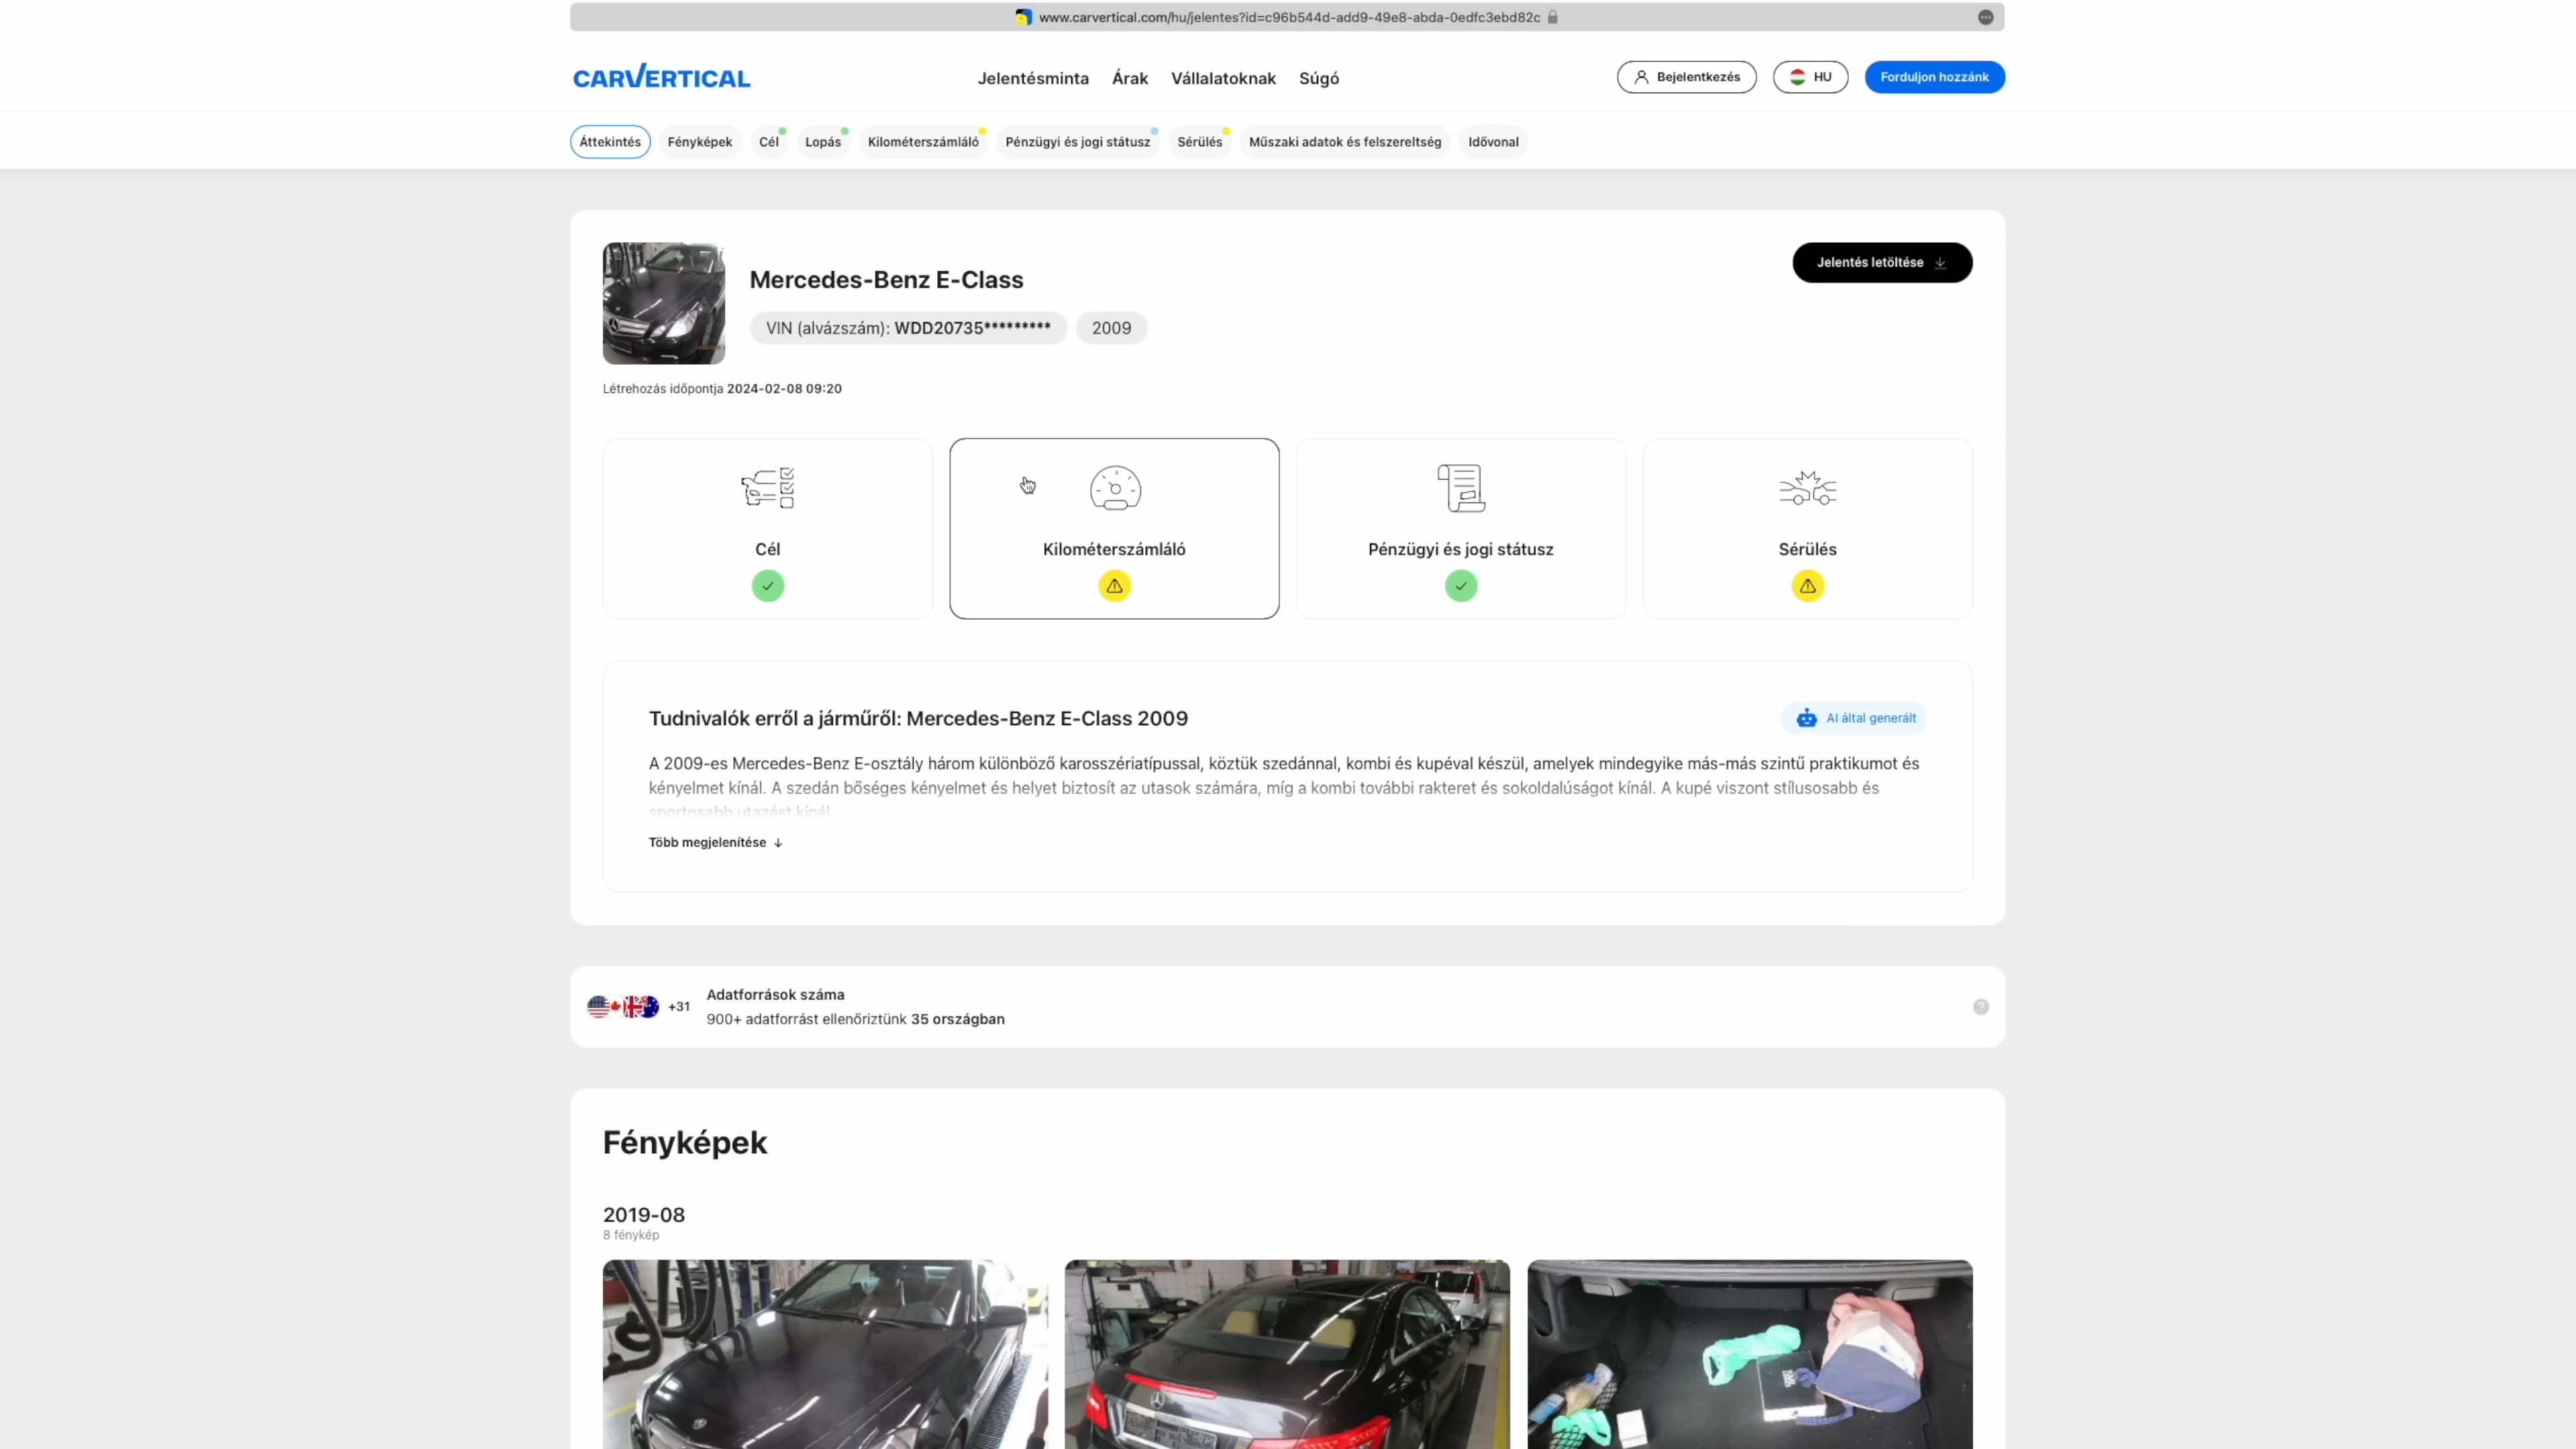 www.carvertical.com/hu/jelentes?id=c96b544d-add9-49e8-abda-0edfc3ebd82c
CARVERTICAL
Jelentésminta
Árak
Vállalatoknak
Súgó
Bejelentkezés
HU
Forduljon hozzánk
Áttekintés
Fényképek
Cél
Lopás
Kilométerszámláló
Pénzügyi és jogi státusz
Sérülés
Műszaki adatok és felszereltség
Idővonal
Mercedes-Benz E-Class
Jelentés letöltése
VIN (alvázszám): WDD20735*********
2009
Létrehozás időpontja 2024-02-08 09:20
Cél
Kilométerszámláló
Pénzügyi és jogi státusz
Sérülés
Tudnivalók erről a járműről: Mercedes-Benz E-Class 2009
AI által generált
A 2009-es Mercedes-Benz E-osztály három különböző karosszériatípussal, köztük szedánnal, kombi és kupéval készül, amelyek mindegyike más-más szintű praktikumot és
kényelmet kínál. A szedán bőséges kényelmet és helyet biztosít az utasok számára, míg a kombi további rakteret és sokoldalúságot kínál. A kupé viszont stílusosabb és
sportosabb utazást kínál.
Több megjelenítése
+31
Adatforrások száma
900+ adatforrást ellenőriztünk 35 országban
?
Fényképek
2019-08
8 fénykép